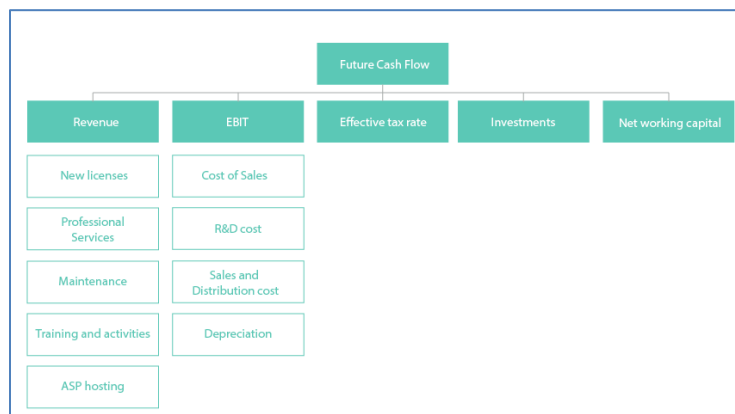 Future Cash Flow
Revenue
EBIT
Effective tax rate
Investments
Net working capital
New licenses
Cost of Sales
Professional
Services
R&D cost
Maintenance
Sales and
Distribution cost
Training and activities
Depreciation
ASP hosting